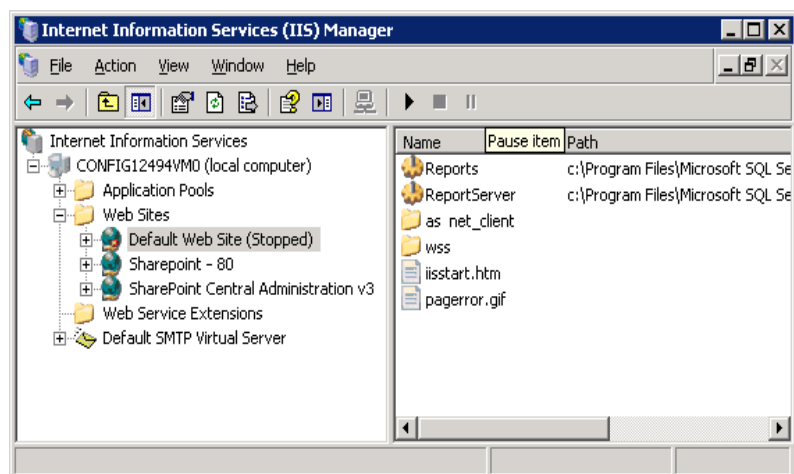 Internet Information Services (IIS) Manager
File Action View Window Help
Internet Information Services
CONFIG12494VM0 (local computer)
Application Pools
Web Sites
Default Web Site (Stopped)
Sharepoint - 80
SharePoint Central Administration v3
Web Service Extensions
Default SMTP Virtual Server
Name Pause item Path
Reports c:\Program Files\Microsoft SQL Se
ReportServer c:\Program Files\Microsoft SQL Se
as net_client
wss
iisstart.htm
pagerror.gif